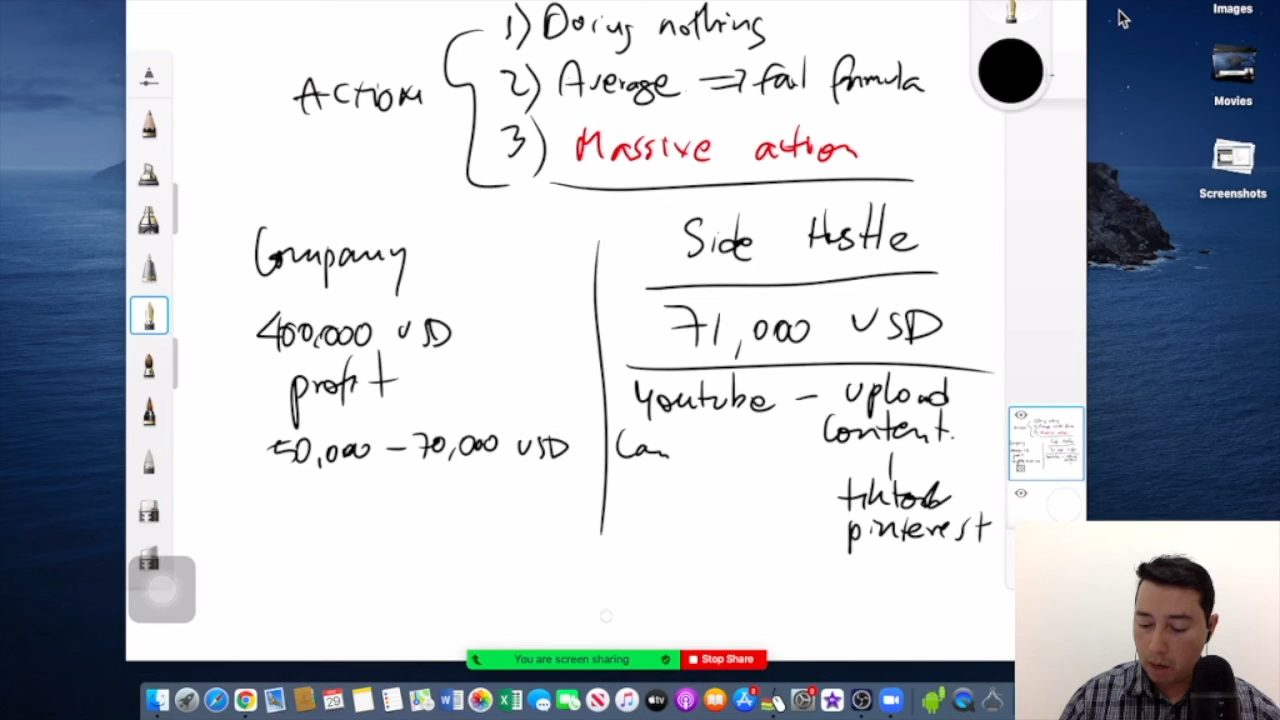 Images
1) Doing nothing
ACTION
2) Average => fail formula
Movies
3) Massive action
Screenshots
Company
400,000 USD
profit
50,000 - 70,000 USD
Side Hustle
71,000 USD
Youtube - upload
Content.
Can
tiktok
pinterest
You are screen sharing
Stop Share
29